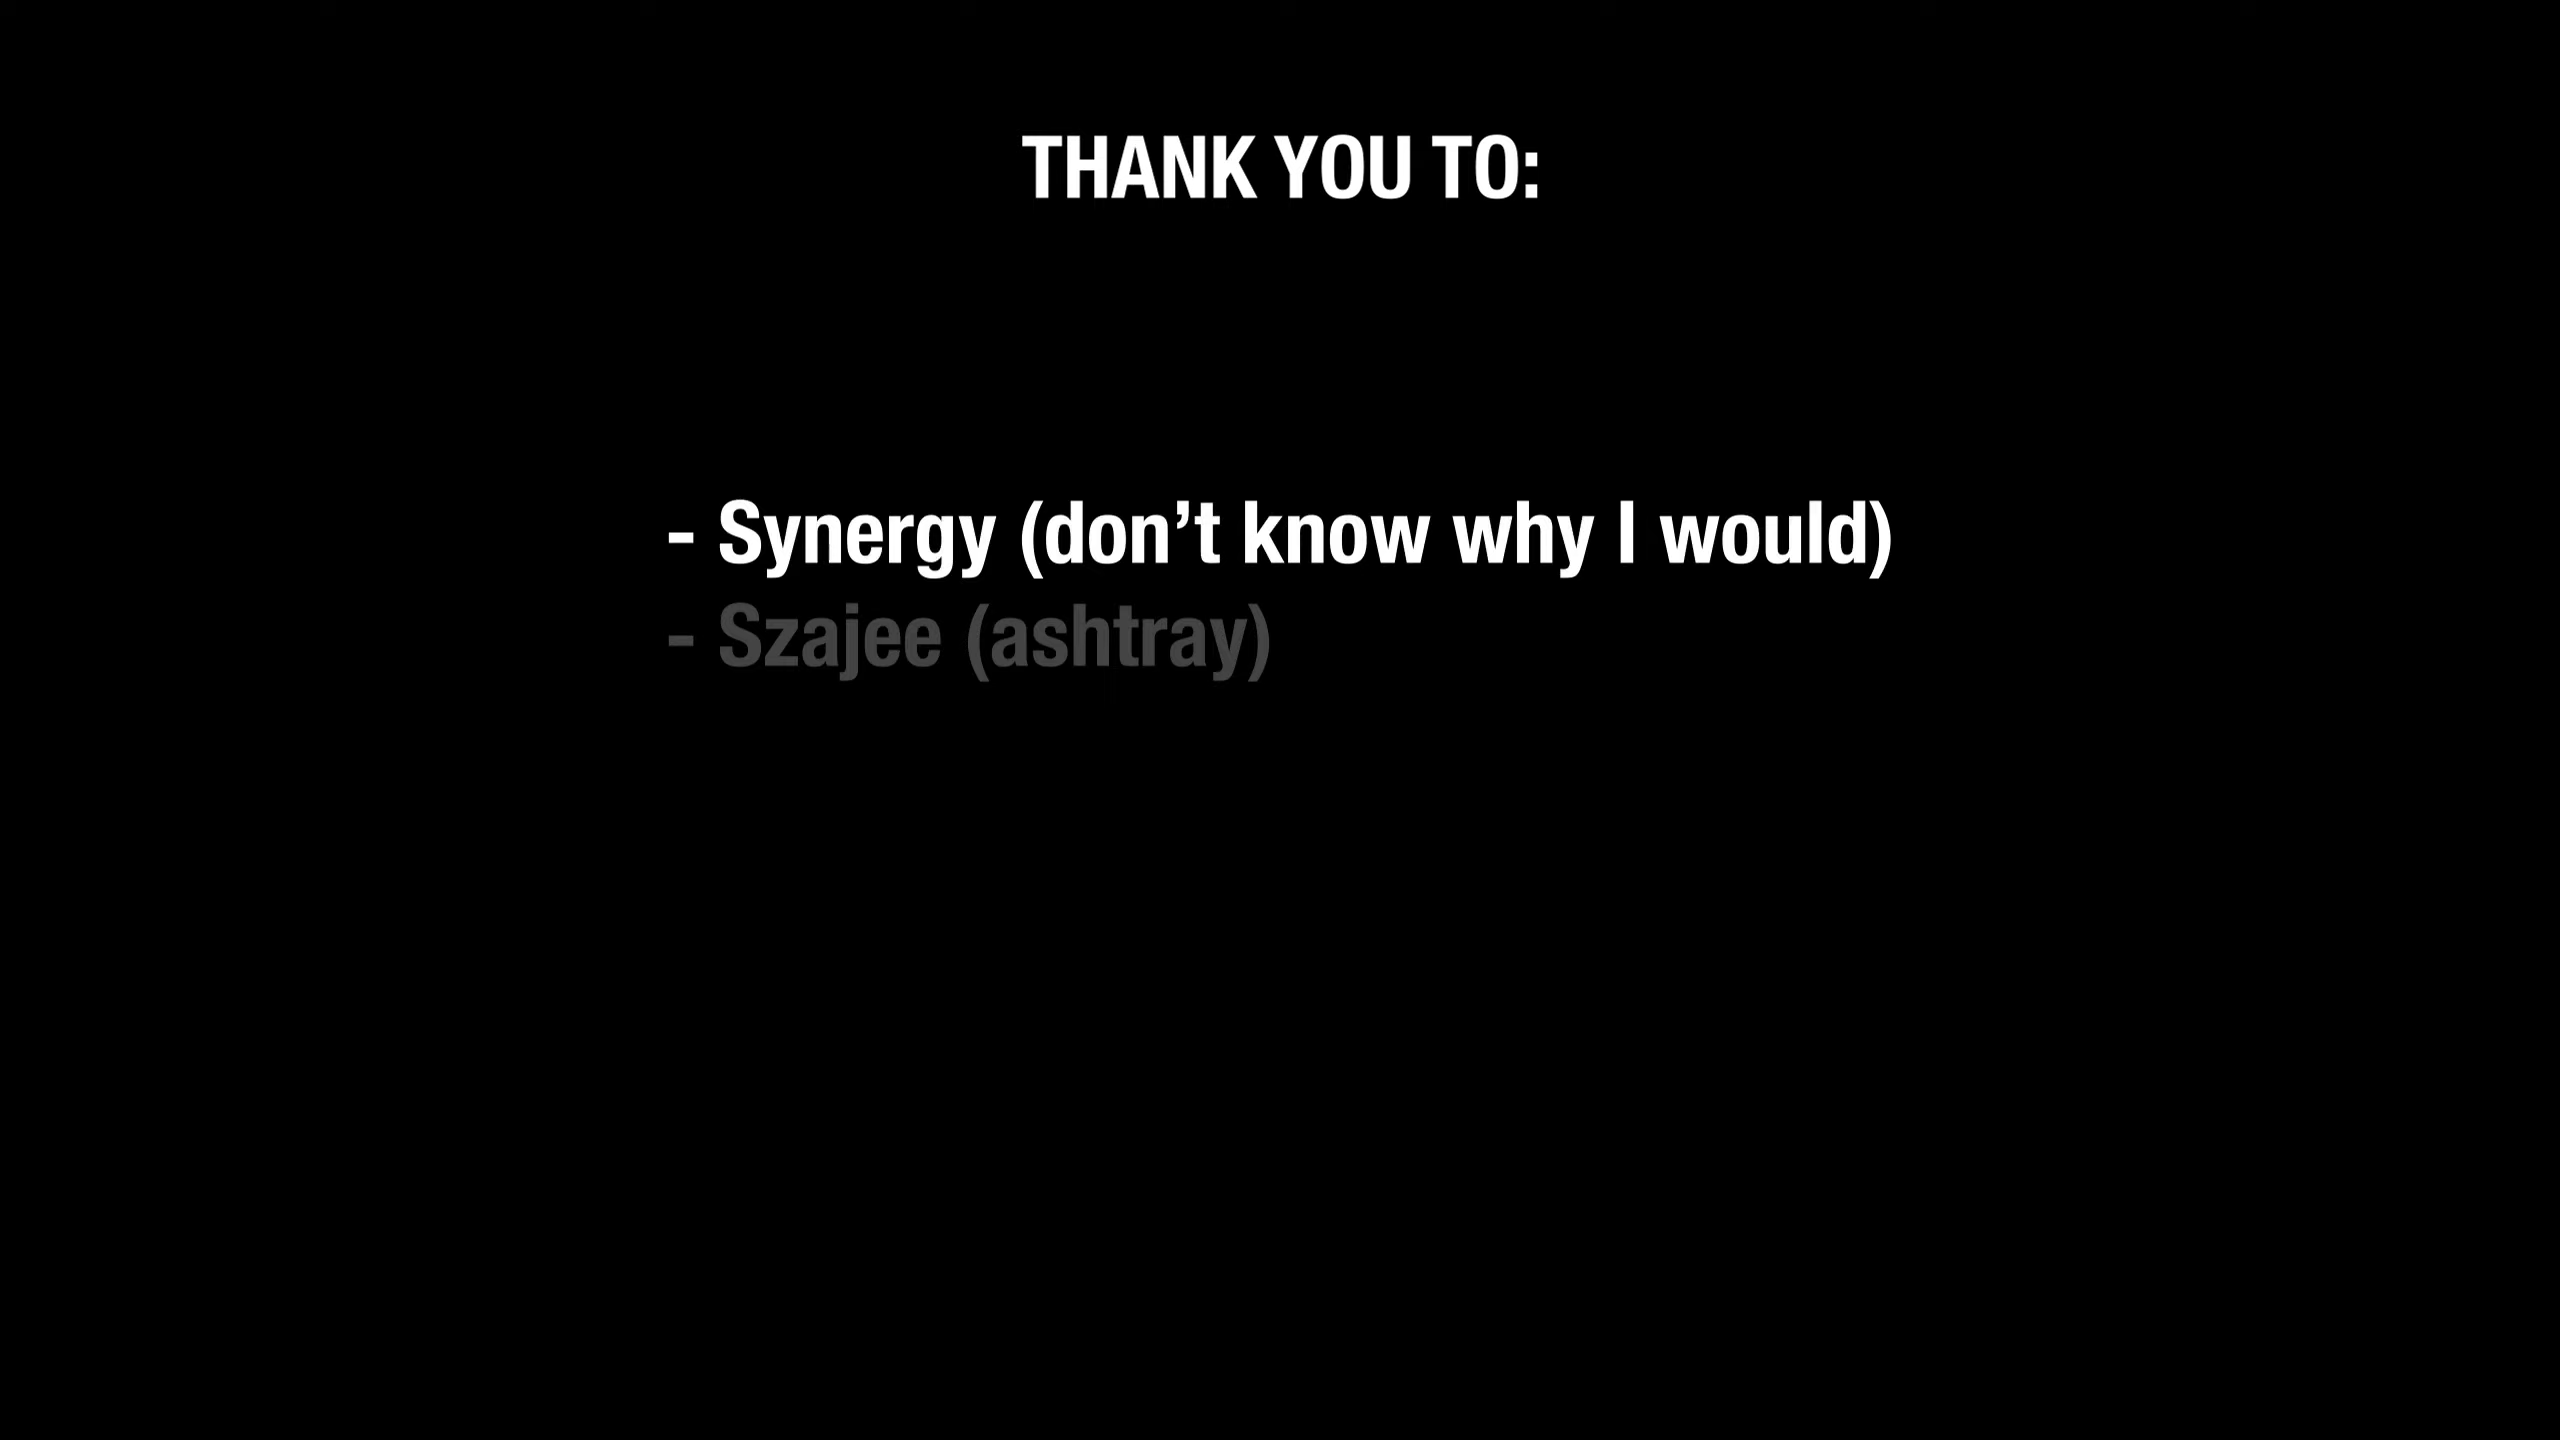 THANK YOU TO:
- Synergy (don’t know why I would)
- Szajee (ashtray)